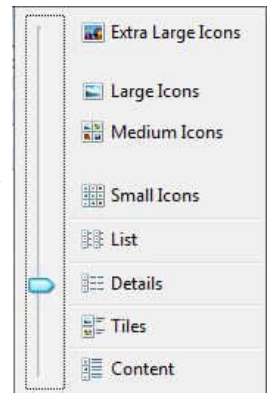 Extra Large Icons
Large Icons
Medium Icons
Small Icons
List
Details
Tiles
Content